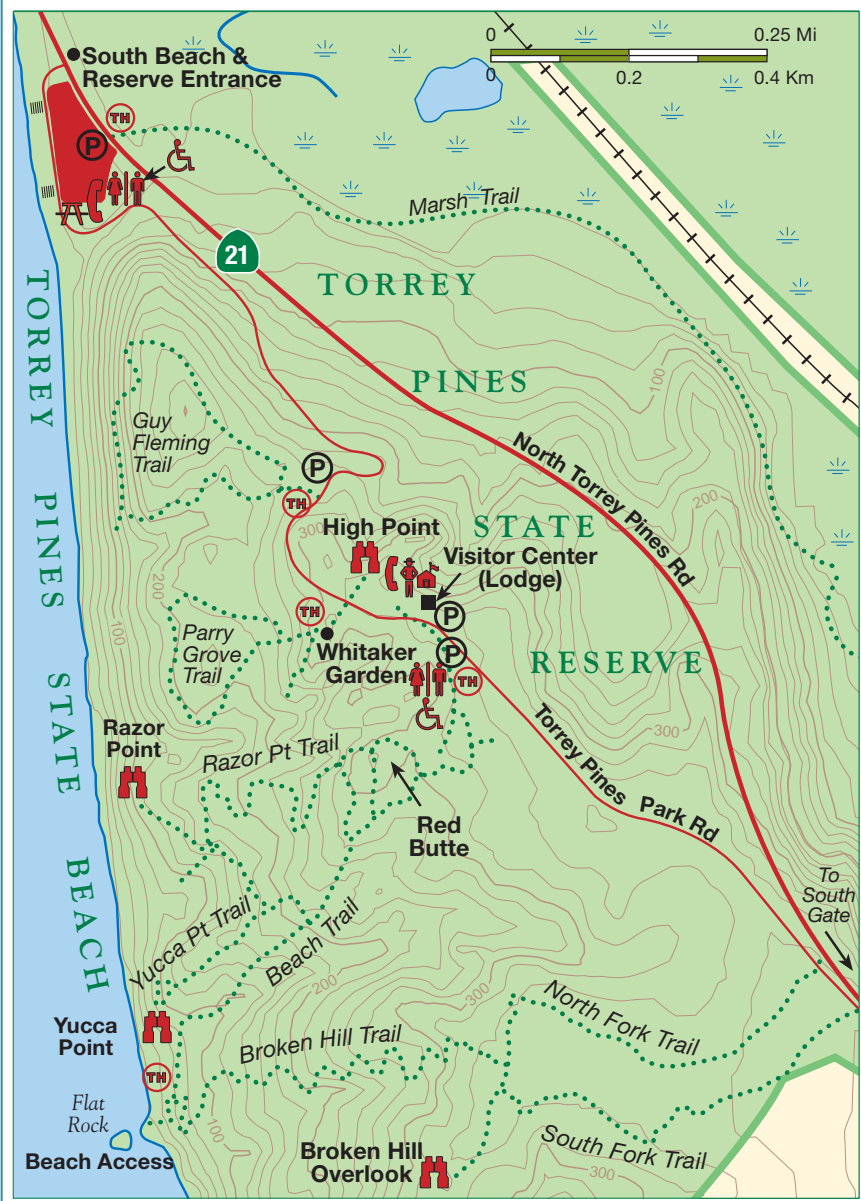 South Beach &
Reserve Entrance
0 0.25 Mi
0 0.2 0.4 Km
TH
P
Marsh Trail
21
TORREY
PINES
STATE
RESERVE
TORREY PINES STATE BEACH
Guy
Fleming
Trail
P
TH
100
200
North Torrey Pines Rd
300
High Point
Visitor Center
(Lodge)
200
100
TH
P
Parry
Grove
Trail
Whitaker
Garden
P
TH
300
Razor
Point
Razor Pt Trail
Torrey Pines Park Rd
Red
Butte
To
South
Gate
Yucca Pt Trail
Beach Trail
200
300
North Fork Trail
Yucca
Point
Broken Hill Trail
TH
Flat
Rock
100
Beach Access
Broken Hill
Overlook
South Fork Trail
300